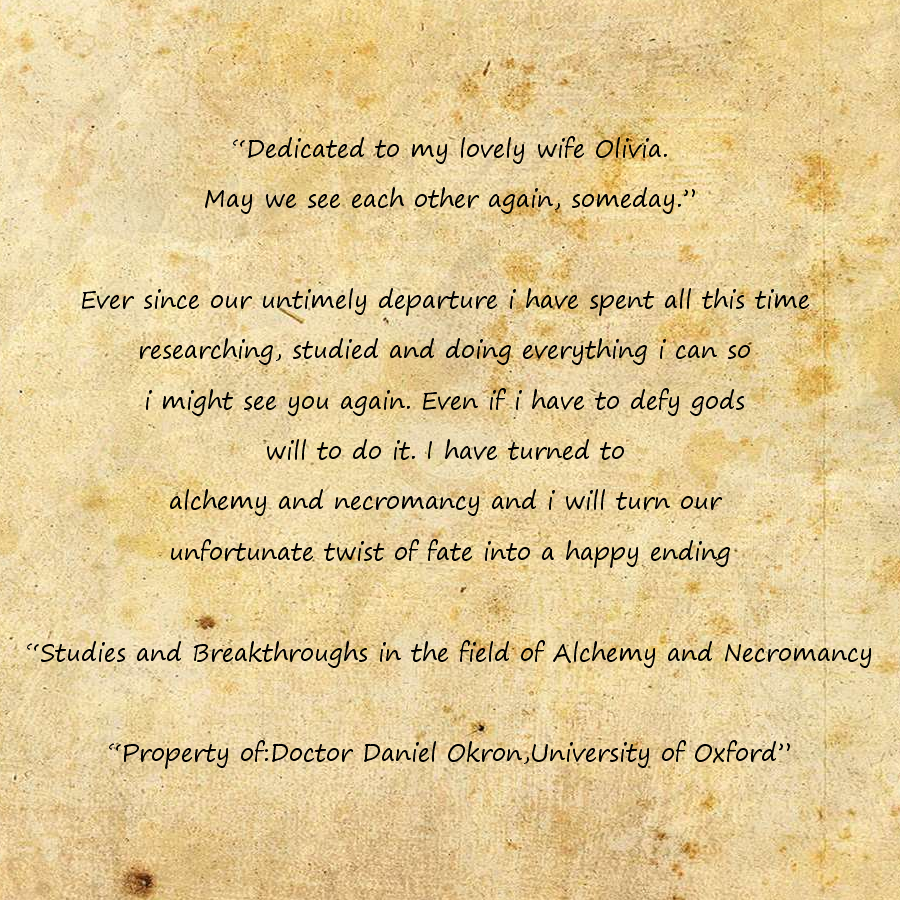 “Dedicated to my lovely wife Olivia.
May we see each other again, someday.”
Ever since our untimely departure i have spent all this time
researching, studied and doing everything i can so
i might see you again. Even if i have to defy gods
will to do it. I have turned to
alchemy and necromancy and i will turn our
unfortunate twist of fate into a happy ending
“Studies and Breakthroughs in the field of Alchemy and Necromancy
“Property of:Doctor Daniel Okron,University of Oxford”